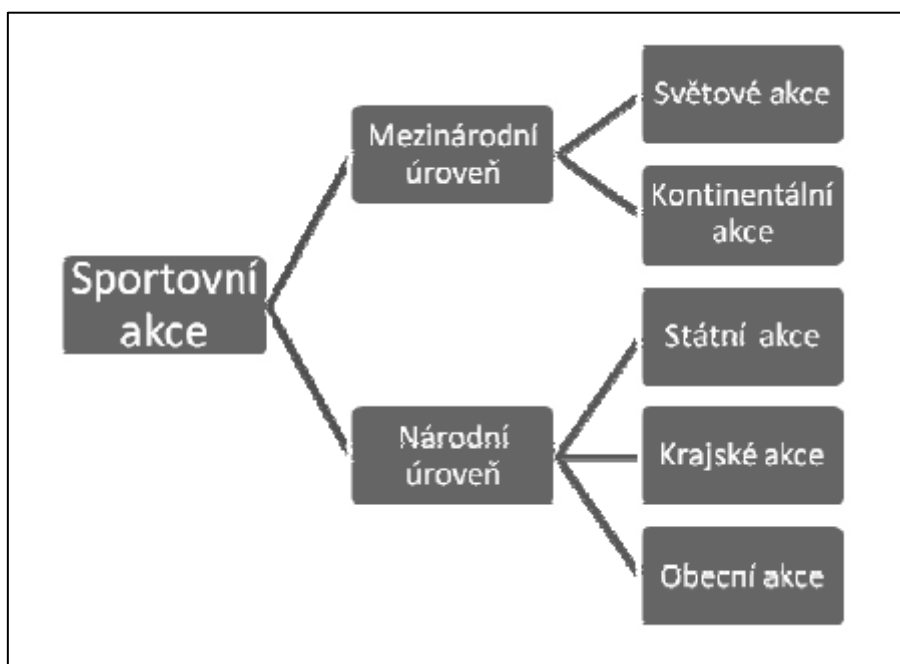 Sportovní
akce
Mezinárodní
úroveň
Světové akce
Kontinentální
akce
Národní
úroveň
Státní akce
Krajské akce
Obecní akce